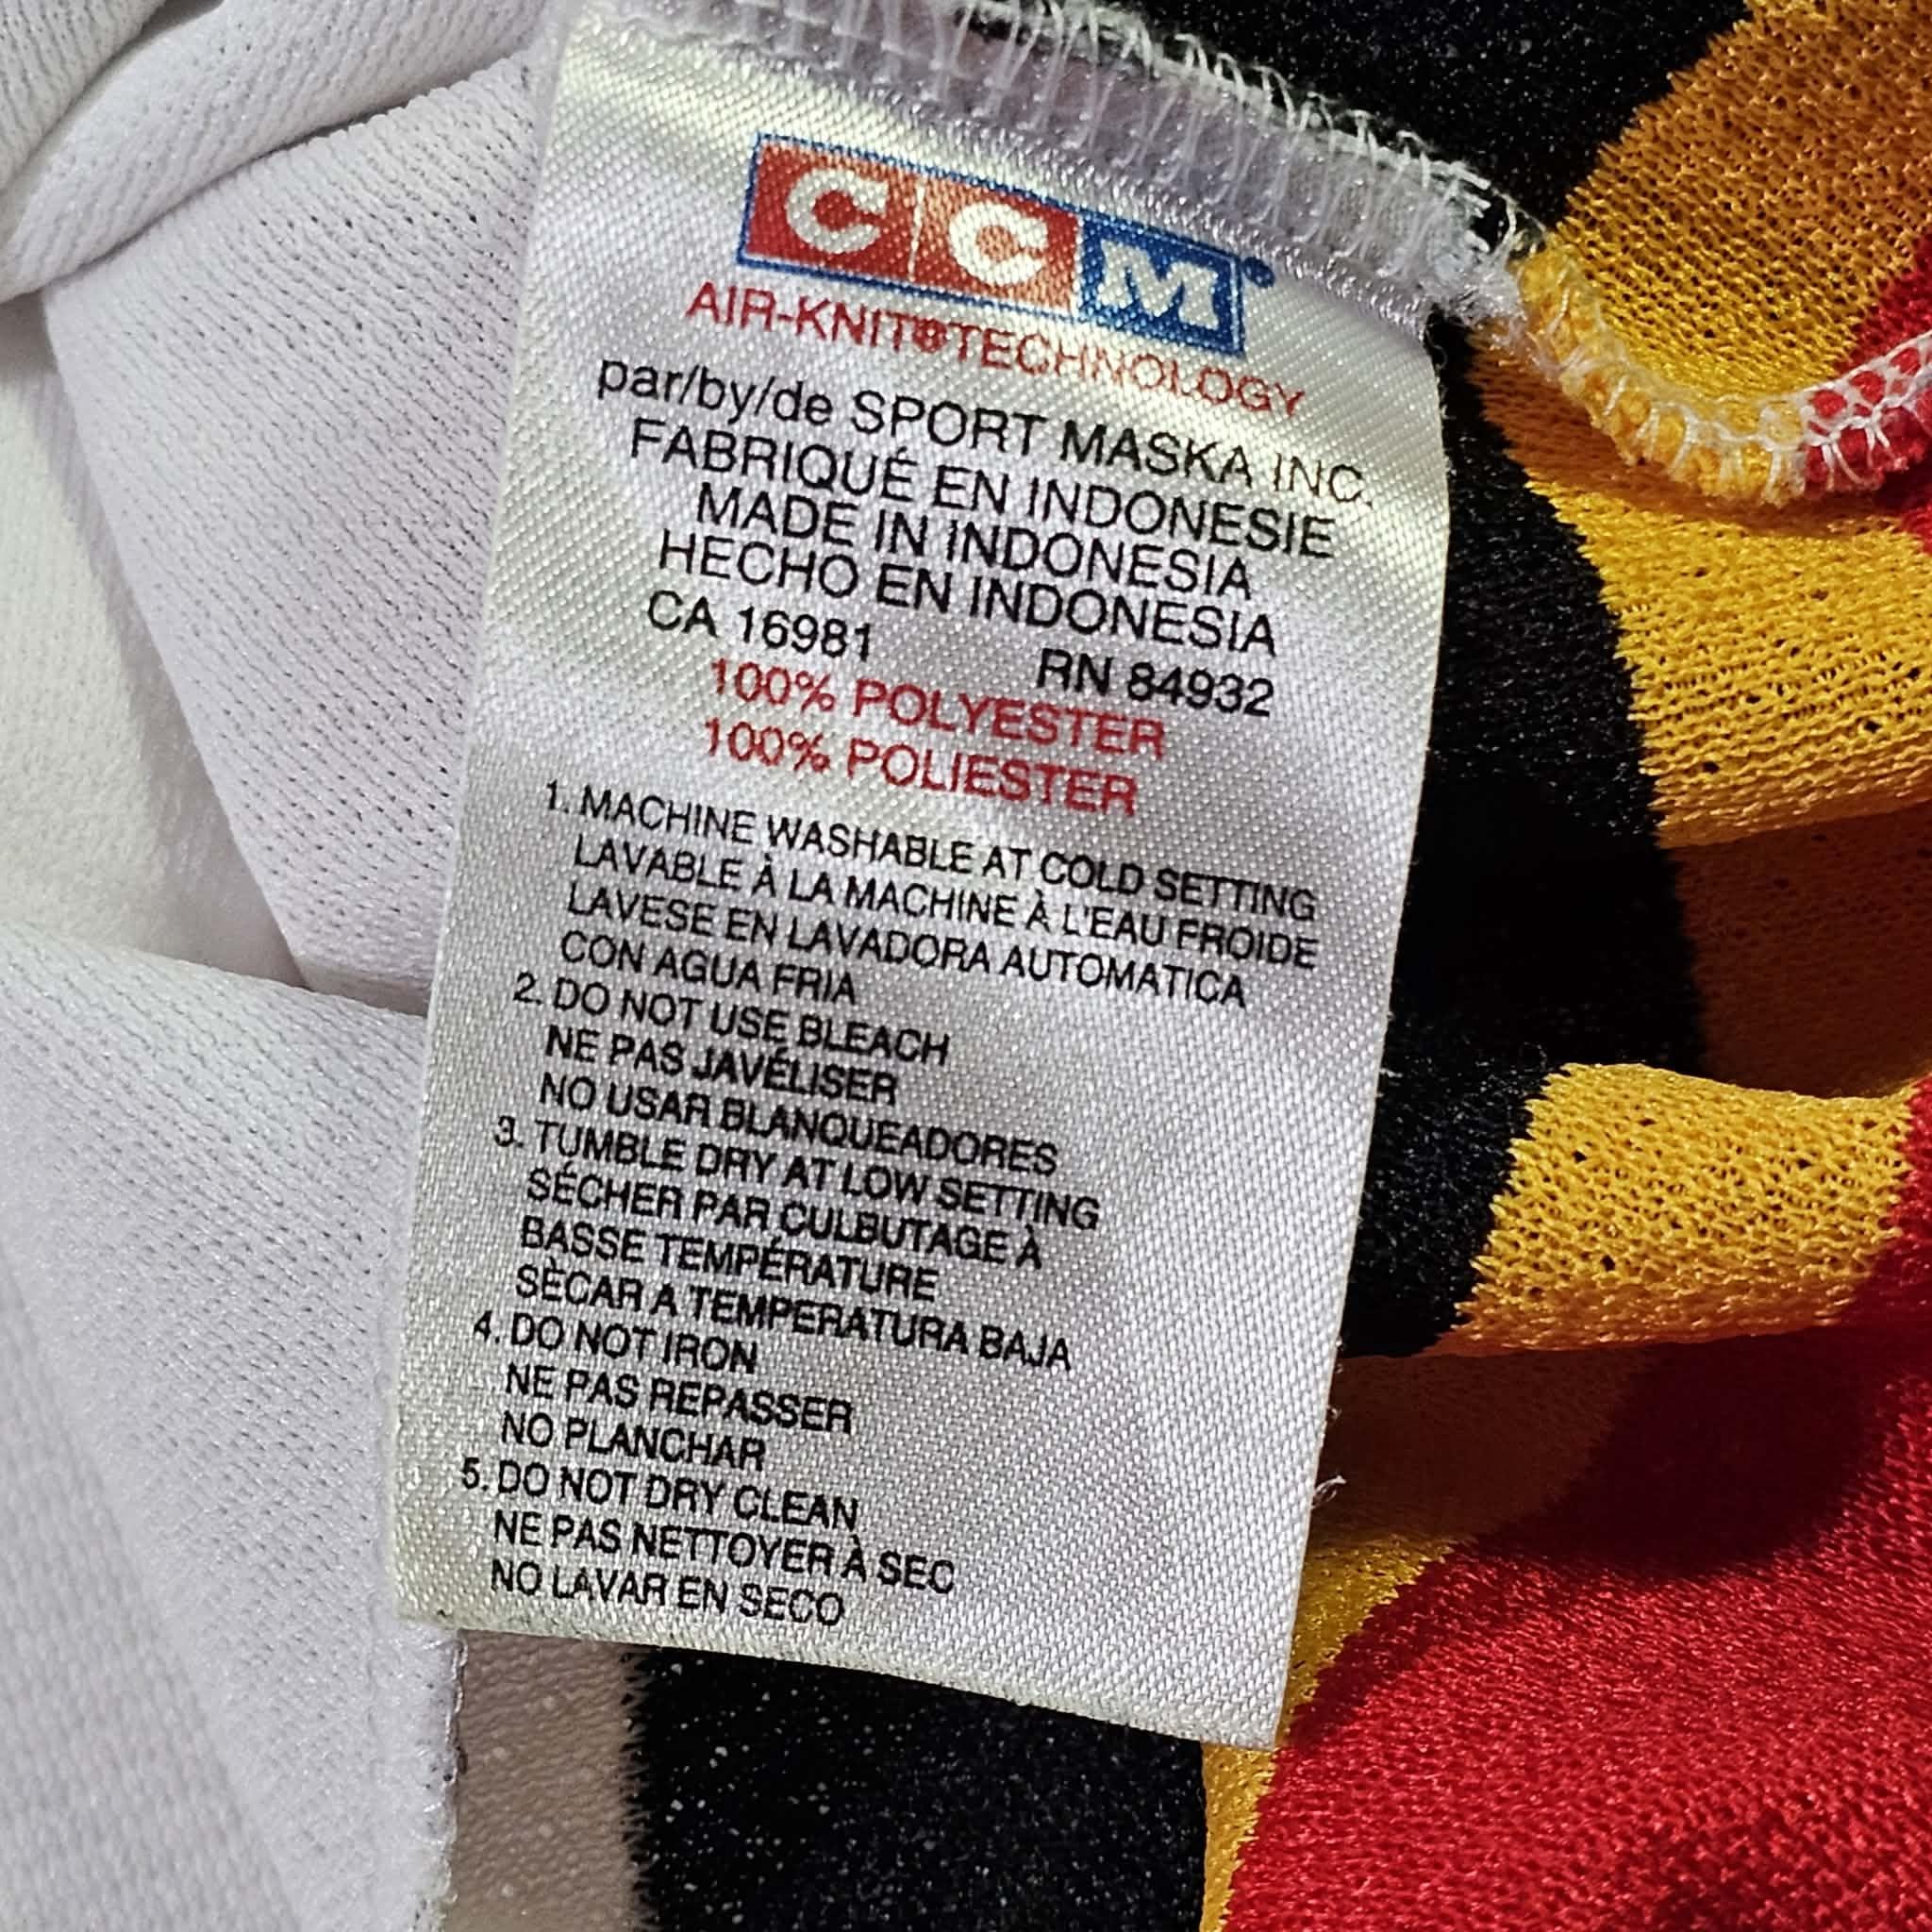 CCM®
AIR-KNIT®TECHNOLOGY
par/by/de SPORT MASKA INC.
FABRIQUÉ EN INDONESIE
MADE IN INDONESIA
HECHO EN INDONESIA
CA 16981 RN 84932
100% POLYESTER
100% POLIESTER
1. MACHINE WASHABLE AT COLD SETTING
LAVABLE À LA MACHINE À L'EAU FROIDE
LAVESE EN LAVADORA AUTOMATICA
CON AGUA FRIA
2. DO NOT USE BLEACH
NE PAS JAVÉLISER
NO USAR BLANQUEADORES
3. TUMBLE DRY AT LOW SETTING
SÉCHER PAR CULBUTAGE À
BASSE TEMPÉRATURE
SÈCAR A TEMPERATURA BAJA
4. DO NOT IRON
NE PAS REPASSER
NO PLANCHAR
5. DO NOT DRY CLEAN
NE PAS NETTOYER À SEC
NO LAVAR EN SECO